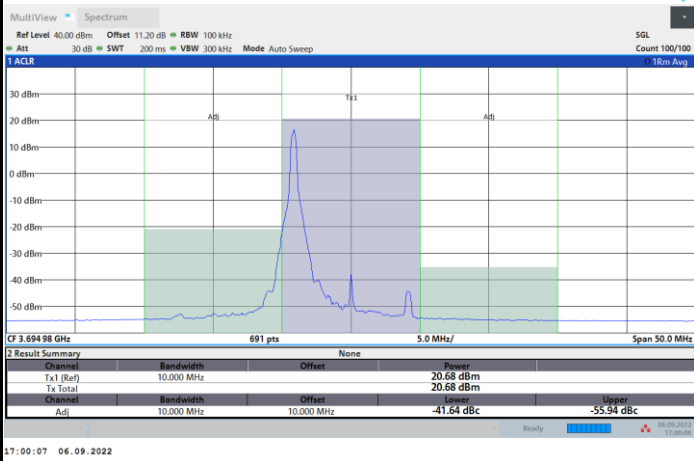 MultiView Spectrum
Ref Level 40.00 dBm Offset 11.20 dB RBW 100 kHz SGL
Att 30 dB SWT 200 ms VBW 300 kHz Mode Auto Sweep Count 100/100
1 ACLR 1Rm Avg
30 dBm
Tx1
20 dBm
Adj Adj
10 dBm
0 dBm
-10 dBm
-20 dBm
-30 dBm
-40 dBm
-50 dBm
CF 3.694 98 GHz 691 pts 5.0 MHz/ Span 50.0 MHz
2 Result Summary None
Channel Bandwidth Offset Power
Tx1 (Ref) 10.000 MHz 20.68 dBm
Tx Total 20.68 dBm
Channel Bandwidth Offset Lower Upper
Adj 10.000 MHz 10.000 MHz -41.64 dBc -55.94 dBc
Ready 06.09.2022
17:00:06
17:00:07 06.09.2022